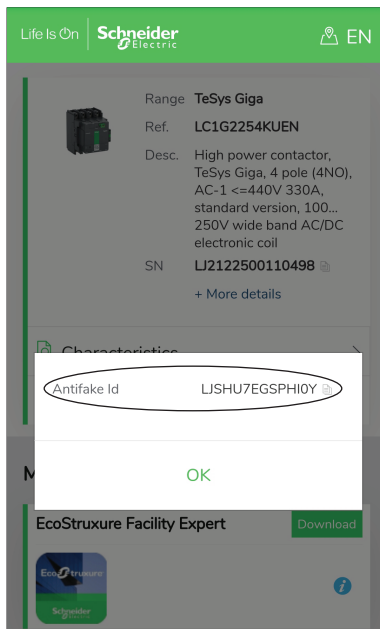 Life Is On
Schneider
Electric
EN
Range TeSys Giga
Ref. LC1G2254KUEN
Desc. High power contactor,
TeSys Giga, 4 pole (4NO),
AC-1 <=440V 330A,
standard version, 100...
250V wide band AC/DC
electronic coil
SN LJ2122500110498
+ More details
Characteristics
Antifake Id LJSHU7EGSPHI0Y
OK
M
EcoStruxure Facility Expert Download
EcoStruxure
Schneider
Electric